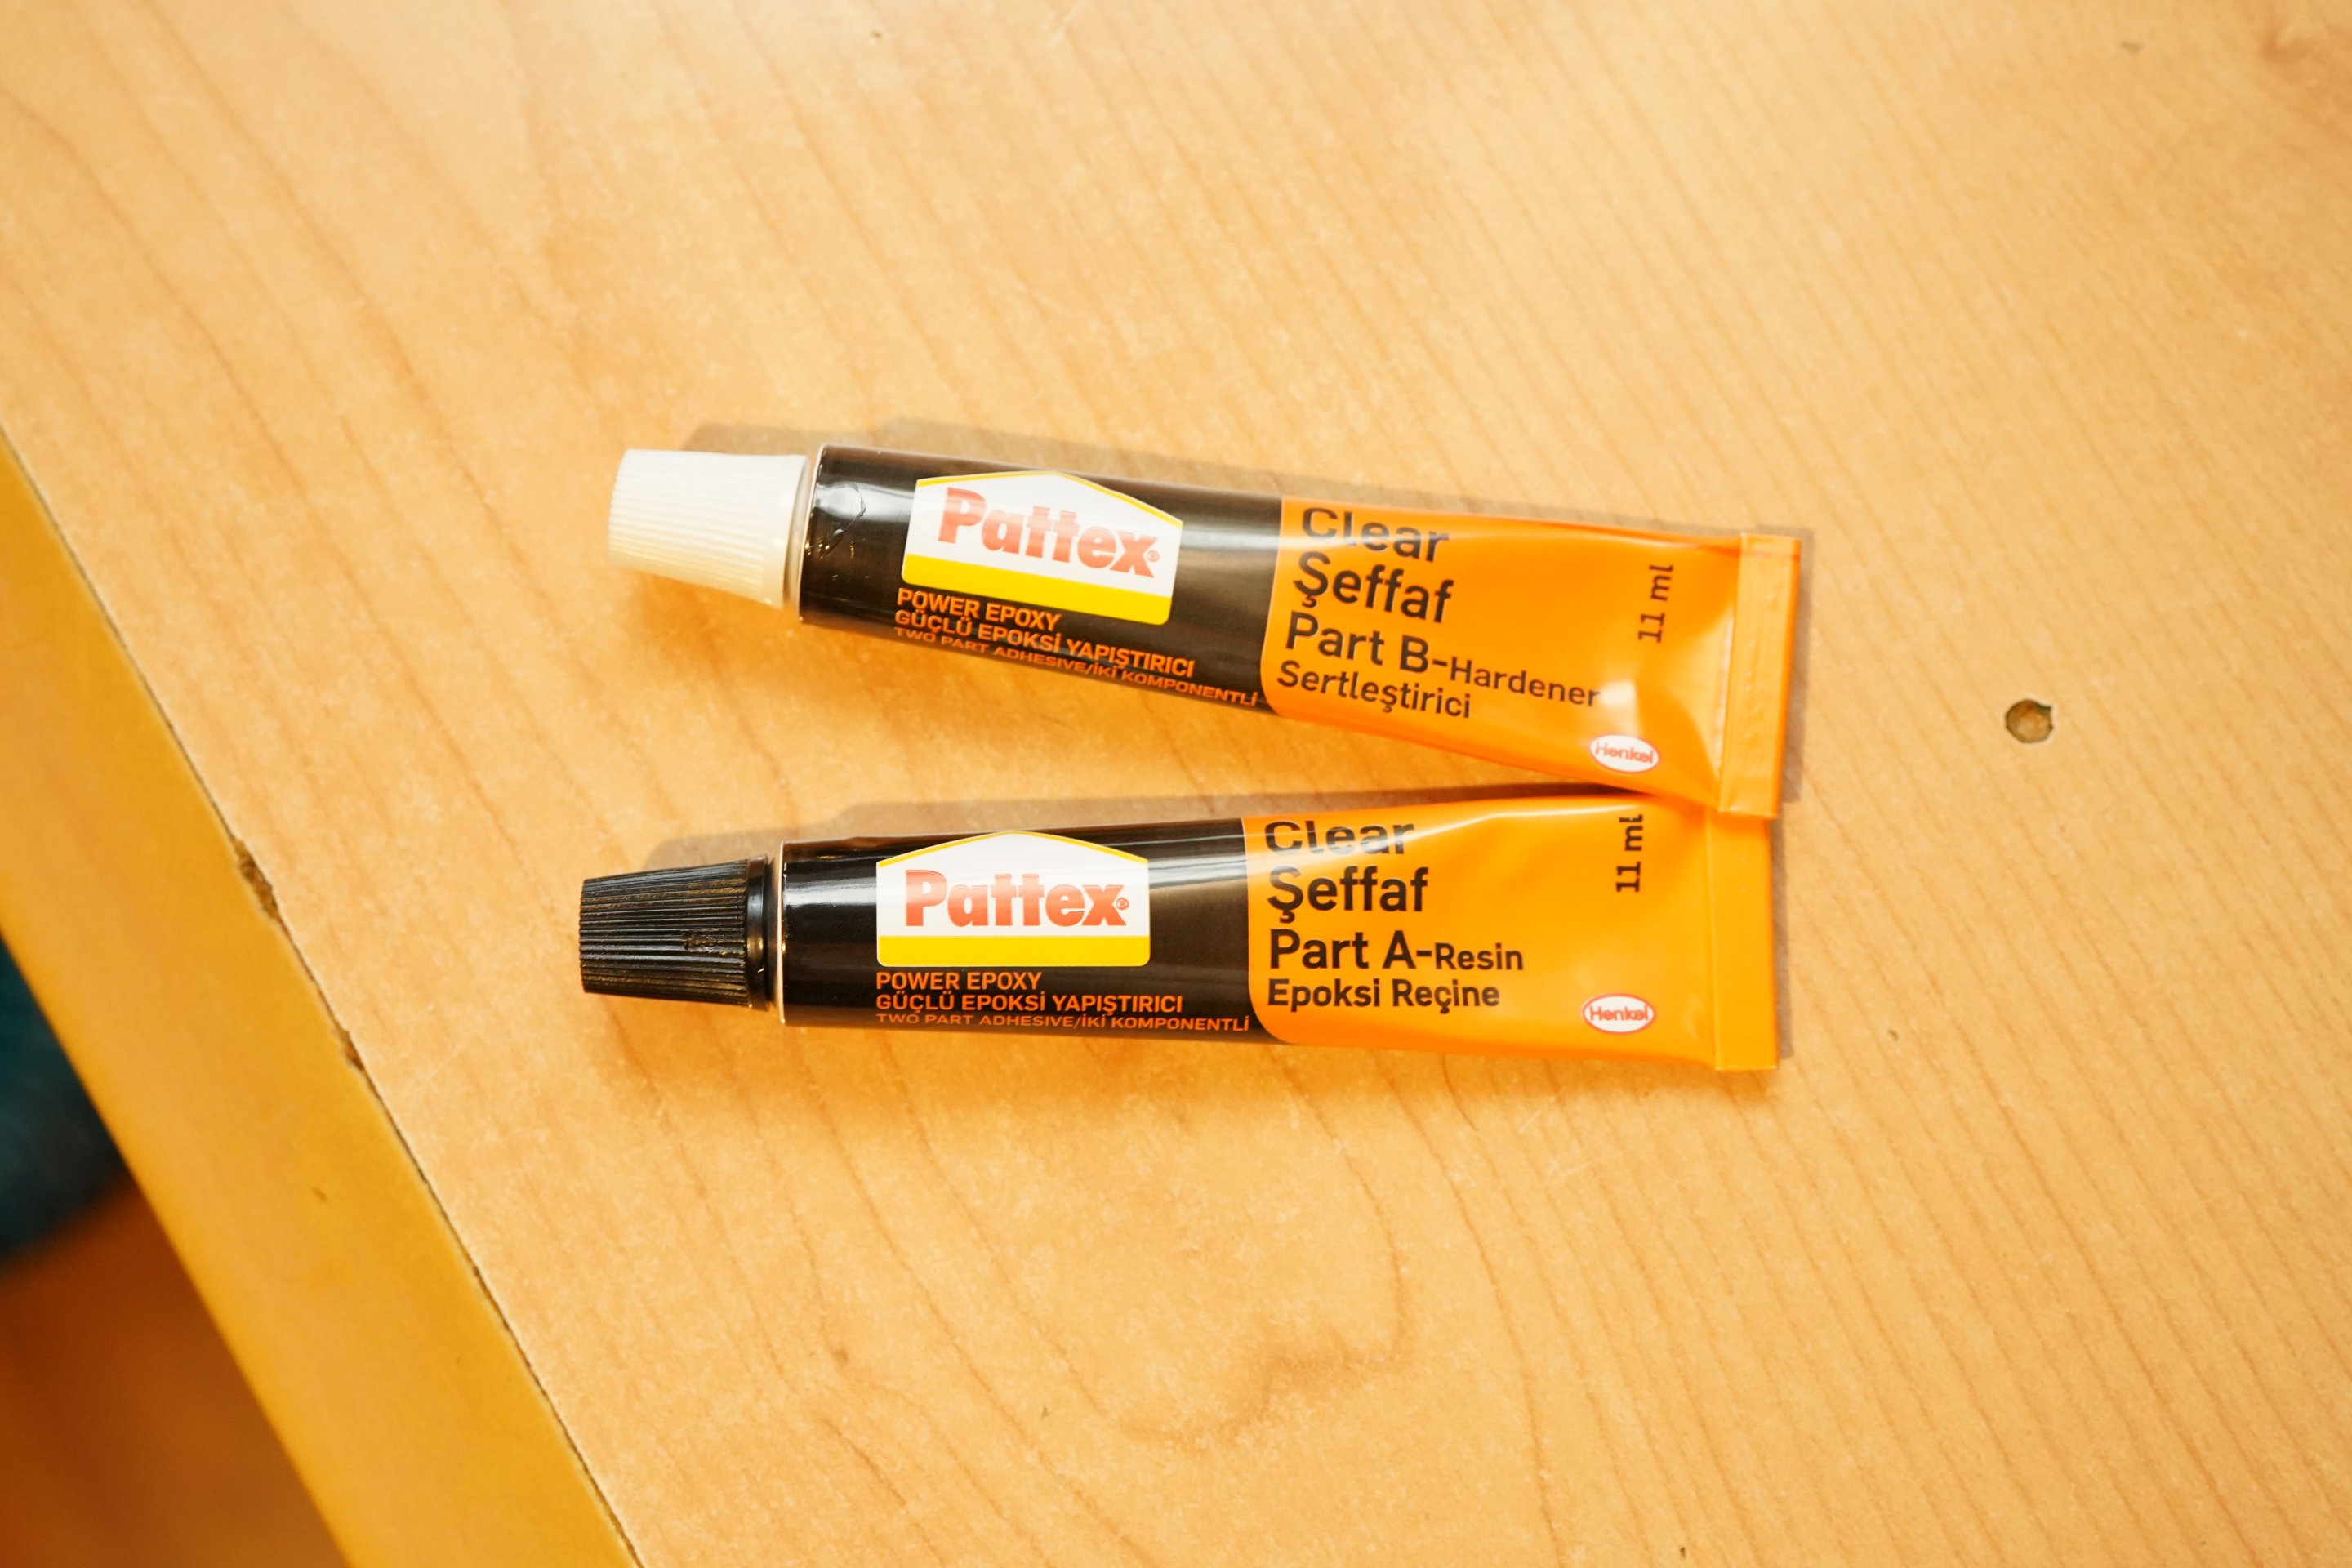 Pattex®
POWER EPOXY
GÜÇLÜ EPOKSİ YAPIŞTIRICI
TWO PART ADHESIVE/İKİ KOMPONENTLİ
Clear
Şeffaf
Part B-Hardener
Sertleştirici
11 ml
Henkel
Pattex®
POWER EPOXY
GÜÇLÜ EPOKSİ YAPIŞTIRICI
TWO PART ADHESIVE/İKİ KOMPONENTLİ
Clear
Şeffaf
Part A-Resin
Epoksi Reçine
11 ml
Henkel